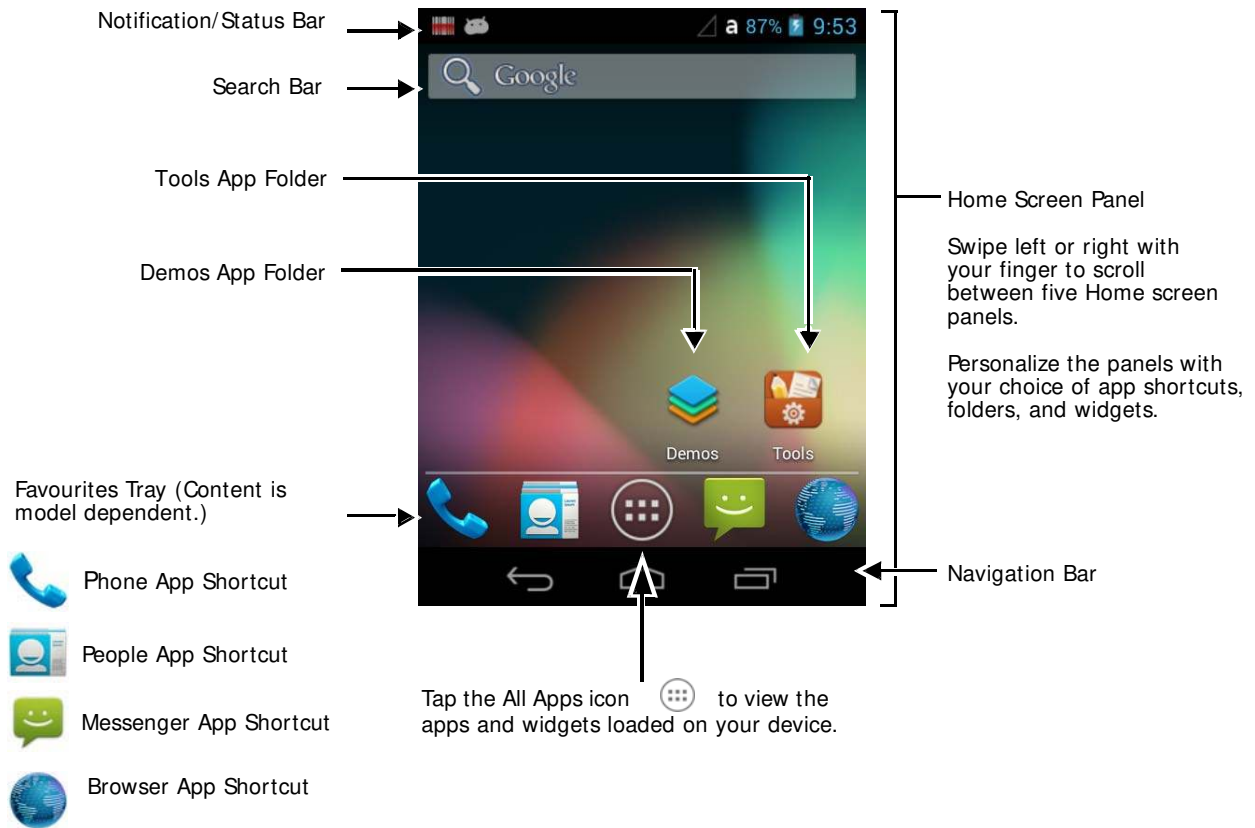 Notification/Status Bar
a 87% 9:53
Search Bar
Google
Tools App Folder
Demos App Folder
Home Screen Panel
Swipe left or right with
your finger to scroll
between five Home screen
panels.
Personalize the panels with
your choice of app shortcuts,
folders, and widgets.
Demos
Tools
Favourites Tray (Content is
model dependent.)
Phone App Shortcut
People App Shortcut
Messenger App Shortcut
Browser App Shortcut
Navigation Bar
Tap the All Apps icon to view the
apps and widgets loaded on your device.